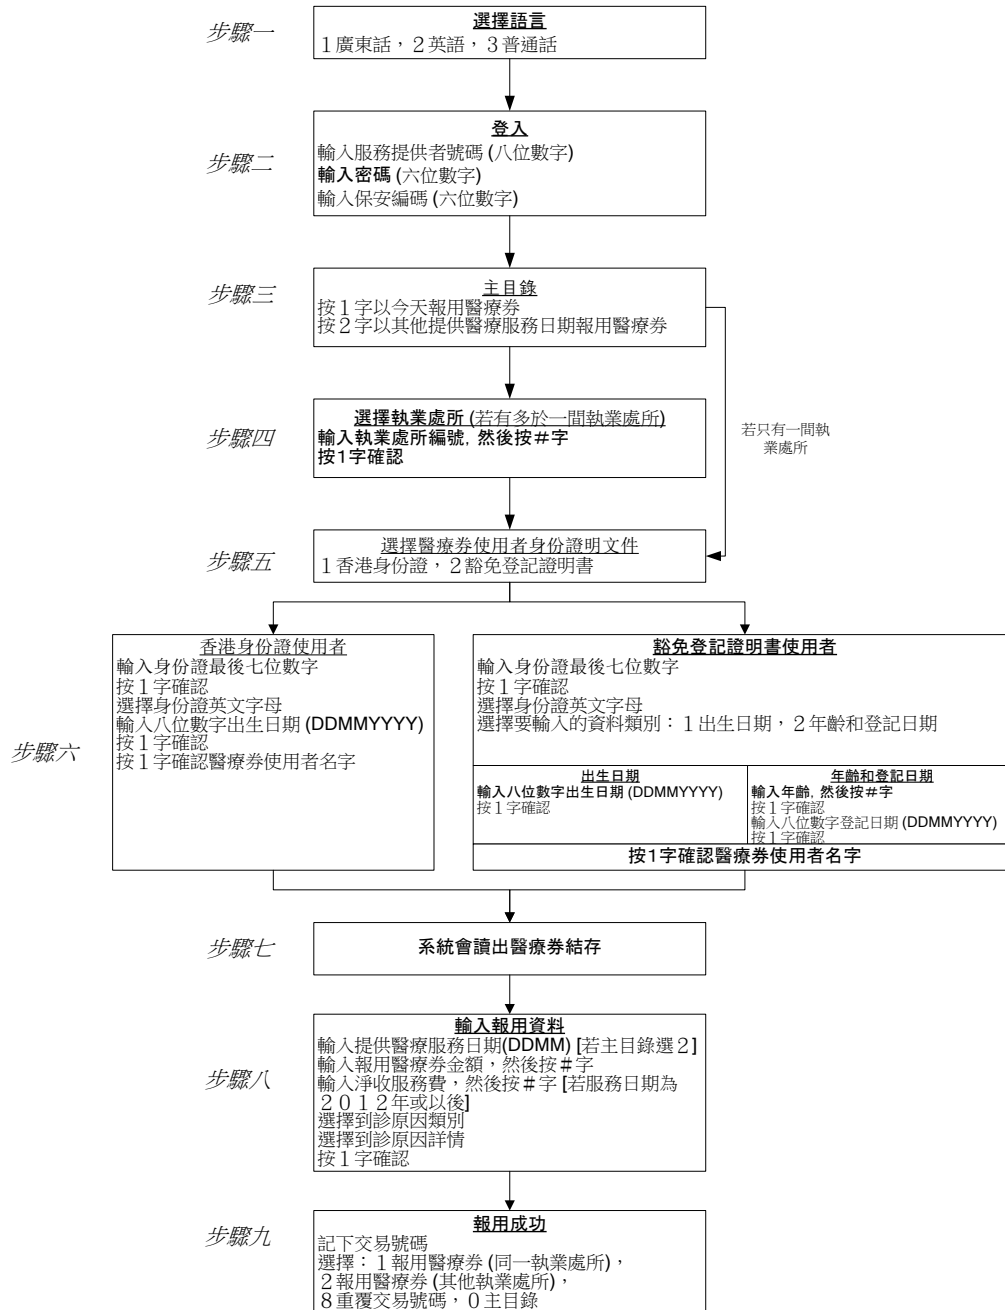 步驟一
選擇語言
１廣東話，２英語，３普通話
步驟二
登入
輸入服務提供者號碼 (八位數字)
輸入密碼 (六位數字)
輸入保安編碼 (六位數字)
步驟三
主目錄
按１字以今天報用醫療券
按２字以其他提供醫療服務日期報用醫療券
步驟四
選擇執業處所 (若有多於一間執業處所)
輸入執業處所編號, 然後按＃字
按1字確認
若只有一間執
業處所
步驟五
選擇醫療券使用者身份證明文件
１香港身份證，２豁免登記證明書
步驟六
香港身份證使用者
輸入身份證最後七位數字
按１字確認
選擇身份證英文字母
輸入八位數字出生日期 (DDMMYYYY)
按１字確認
按１字確認醫療券使用者名字
豁免登記證明書使用者
輸入身份證最後七位數字
按１字確認
選擇身份證英文字母
選擇要輸入的資料類別：１出生日期，２年齡和登記日期
出生日期
輸入八位數字出生日期 (DDMMYYYY)
按１字確認
年齡和登記日期
輸入年齡, 然後按＃字
按１字確認
輸入八位數字登記日期 (DDMMYYYY)
按１字確認
按1字確認醫療券使用者名字
步驟七
系統會讀出醫療券結存
步驟八
輸入報用資料
輸入提供醫療服務日期(DDMM) [若主目錄選２]
輸入報用醫療券金額，然後按＃字
輸入淨收服務費，然後按＃字 [若服務日期為
２０１２年或以後]
選擇到診原因類別
選擇到診原因詳情
按１字確認
步驟九
報用成功
記下交易號碼
選擇：１報用醫療券 (同一執業處所)，
２報用醫療券 (其他執業處所)，
８重覆交易號碼，０主目錄